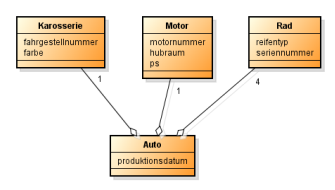 Karosserie
fahrgestellnummer
farbe
Motor
motornummer
hubraum
ps
Rad
reifentyp
seriennummer
1
1
4
Auto
produktionsdatum